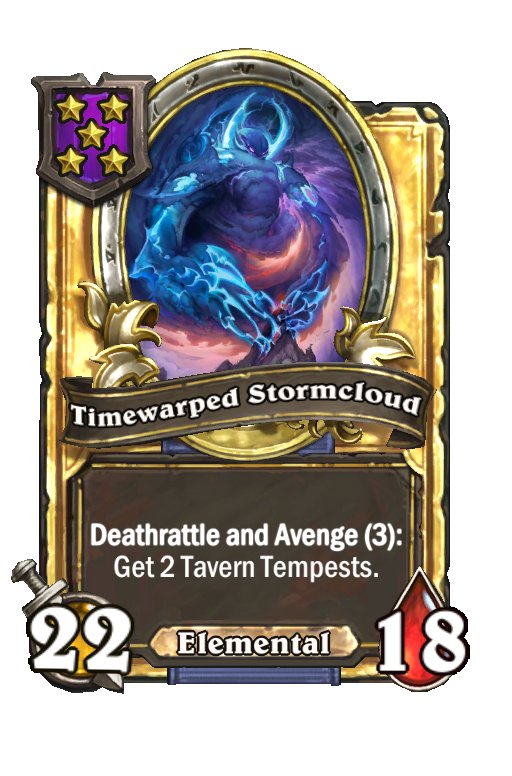 Timewarped Stormcloud
Deathrattle and Avenge (3):
Get 2 Tavern Tempests.
22
Elemental
18